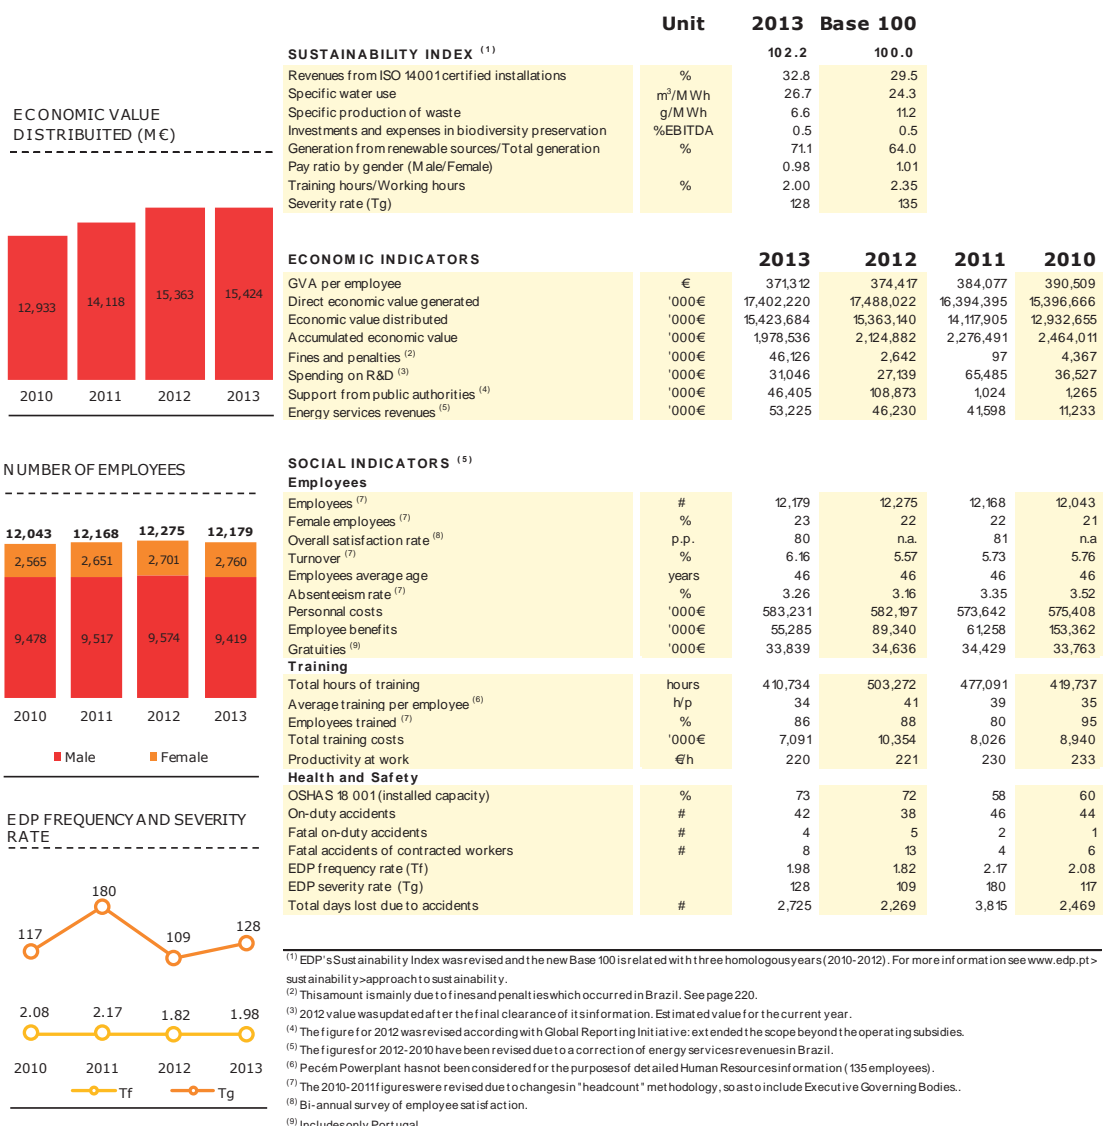 Unit 2013 Base 100
SUSTAINABILITY INDEX (1) 102.2 100.0
Revenues from ISO 14001 certified installations % 32.8 29.5
Specific water use m³/MWh 26.7 24.3
Specific production of waste g/MWh 6.6 11.2
Investments and expenses in biodiversity preservation %EBITDA 0.5 0.5
Generation from renewable sources/Total generation % 71.1 64.0
Pay ratio by gender (Male/Female) 0.98 1.01
Training hours/Working hours % 2.00 2.35
Severity rate (Tg) 128 135
ECONOMIC VALUE
DISTRIBUITED (M€)
12,933 14,118 15,363 15,424
2010 2011 2012 2013
ECONOMIC INDICATORS 2013 2012 2011 2010
GVA per employee € 371,312 374,417 384,077 390,509
Direct economic value generated '000€ 17,402,220 17,488,022 16,394,395 15,396,666
Economic value distributed '000€ 15,423,684 15,363,140 14,117,905 12,932,655
Accumulated economic value '000€ 1,978,536 2,124,882 2,276,491 2,464,011
Fines and penalties (2) '000€ 46,126 2,642 97 4,367
Spending on R&D (3) '000€ 31,046 27,139 65,485 36,527
Support from public authorities (4) '000€ 46,405 108,873 1,024 1,265
Energy services revenues (5) '000€ 53,225 46,230 41,598 11,233
NUMBER OF EMPLOYEES
12,043 12,168 12,275 12,179
2,565 2,651 2,701 2,760
9,478 9,517 9,574 9,419
2010 2011 2012 2013
Male Female
SOCIAL INDICATORS (5)
Employees
Employees (7) # 12,179 12,275 12,168 12,043
Female employees (7) % 23 22 22 21
Overall satisfaction rate (8) p.p. 80 n.a. 81 n.a
Turnover (7) % 6.16 5.57 5.73 5.76
Employees average age years 46 46 46 46
Absenteeism rate (7) % 3.26 3.16 3.35 3.52
Personnal costs '000€ 583,231 582,197 573,642 575,408
Employee benefits '000€ 55,285 89,340 61,258 153,362
Gratuities (9) '000€ 33,839 34,636 34,429 33,763
Training
Total hours of training hours 410,734 503,272 477,091 419,737
Average training per employee (6) h/p 34 41 39 35
Employees trained (7) % 86 88 80 95
Total training costs '000€ 7,091 10,354 8,026 8,940
Productivity at work €/h 220 221 230 233
Health and Safety
OSHAS 18 001 (installed capacity) % 73 72 58 60
On-duty accidents # 42 38 46 44
Fatal on-duty accidents # 4 5 2 1
Fatal accidents of contracted workers # 8 13 4 6
EDP frequency rate (Tf) 1.98 1.82 2.17 2.08
EDP severity rate (Tg) 128 109 180 117
Total days lost due to accidents # 2,725 2,269 3,815 2,469
EDP FREQUENCY AND SEVERITY
RATE
117 180 109 128
2.08 2.17 1.82 1.98
2010 2011 2012 2013
Tf Tg
(1) EDP's Sustainability Index was revised and the new Base 100 is related with three homologous years (2010-2012). For more information see www.edp.pt>
sustainability>approach to sustainability.
(2) This amount is mainly due to fines and penalties which occurred in Brazil. See page 220.
(3) 2012 value was updated after the final clearance of its information. Estimated value for the current year.
(4) The figure for 2012 was revised according with Global Reporting Initiative: extended the scope beyond the operating subsidies.
(5) The figures for 2012-2010 have been revised due to a correction of energy services revenues in Brazil.
(6) Pecém Powerplant has not been considered for the purposes of detailed Human Resources information (135 employees).
(7) The 2010-2011 figures were revised due to changes in "headcount" methodology, so as to include Executive Governing Bodies..
(8) Bi-annual survey of employee satisfaction.
(9) Includes only Portugal